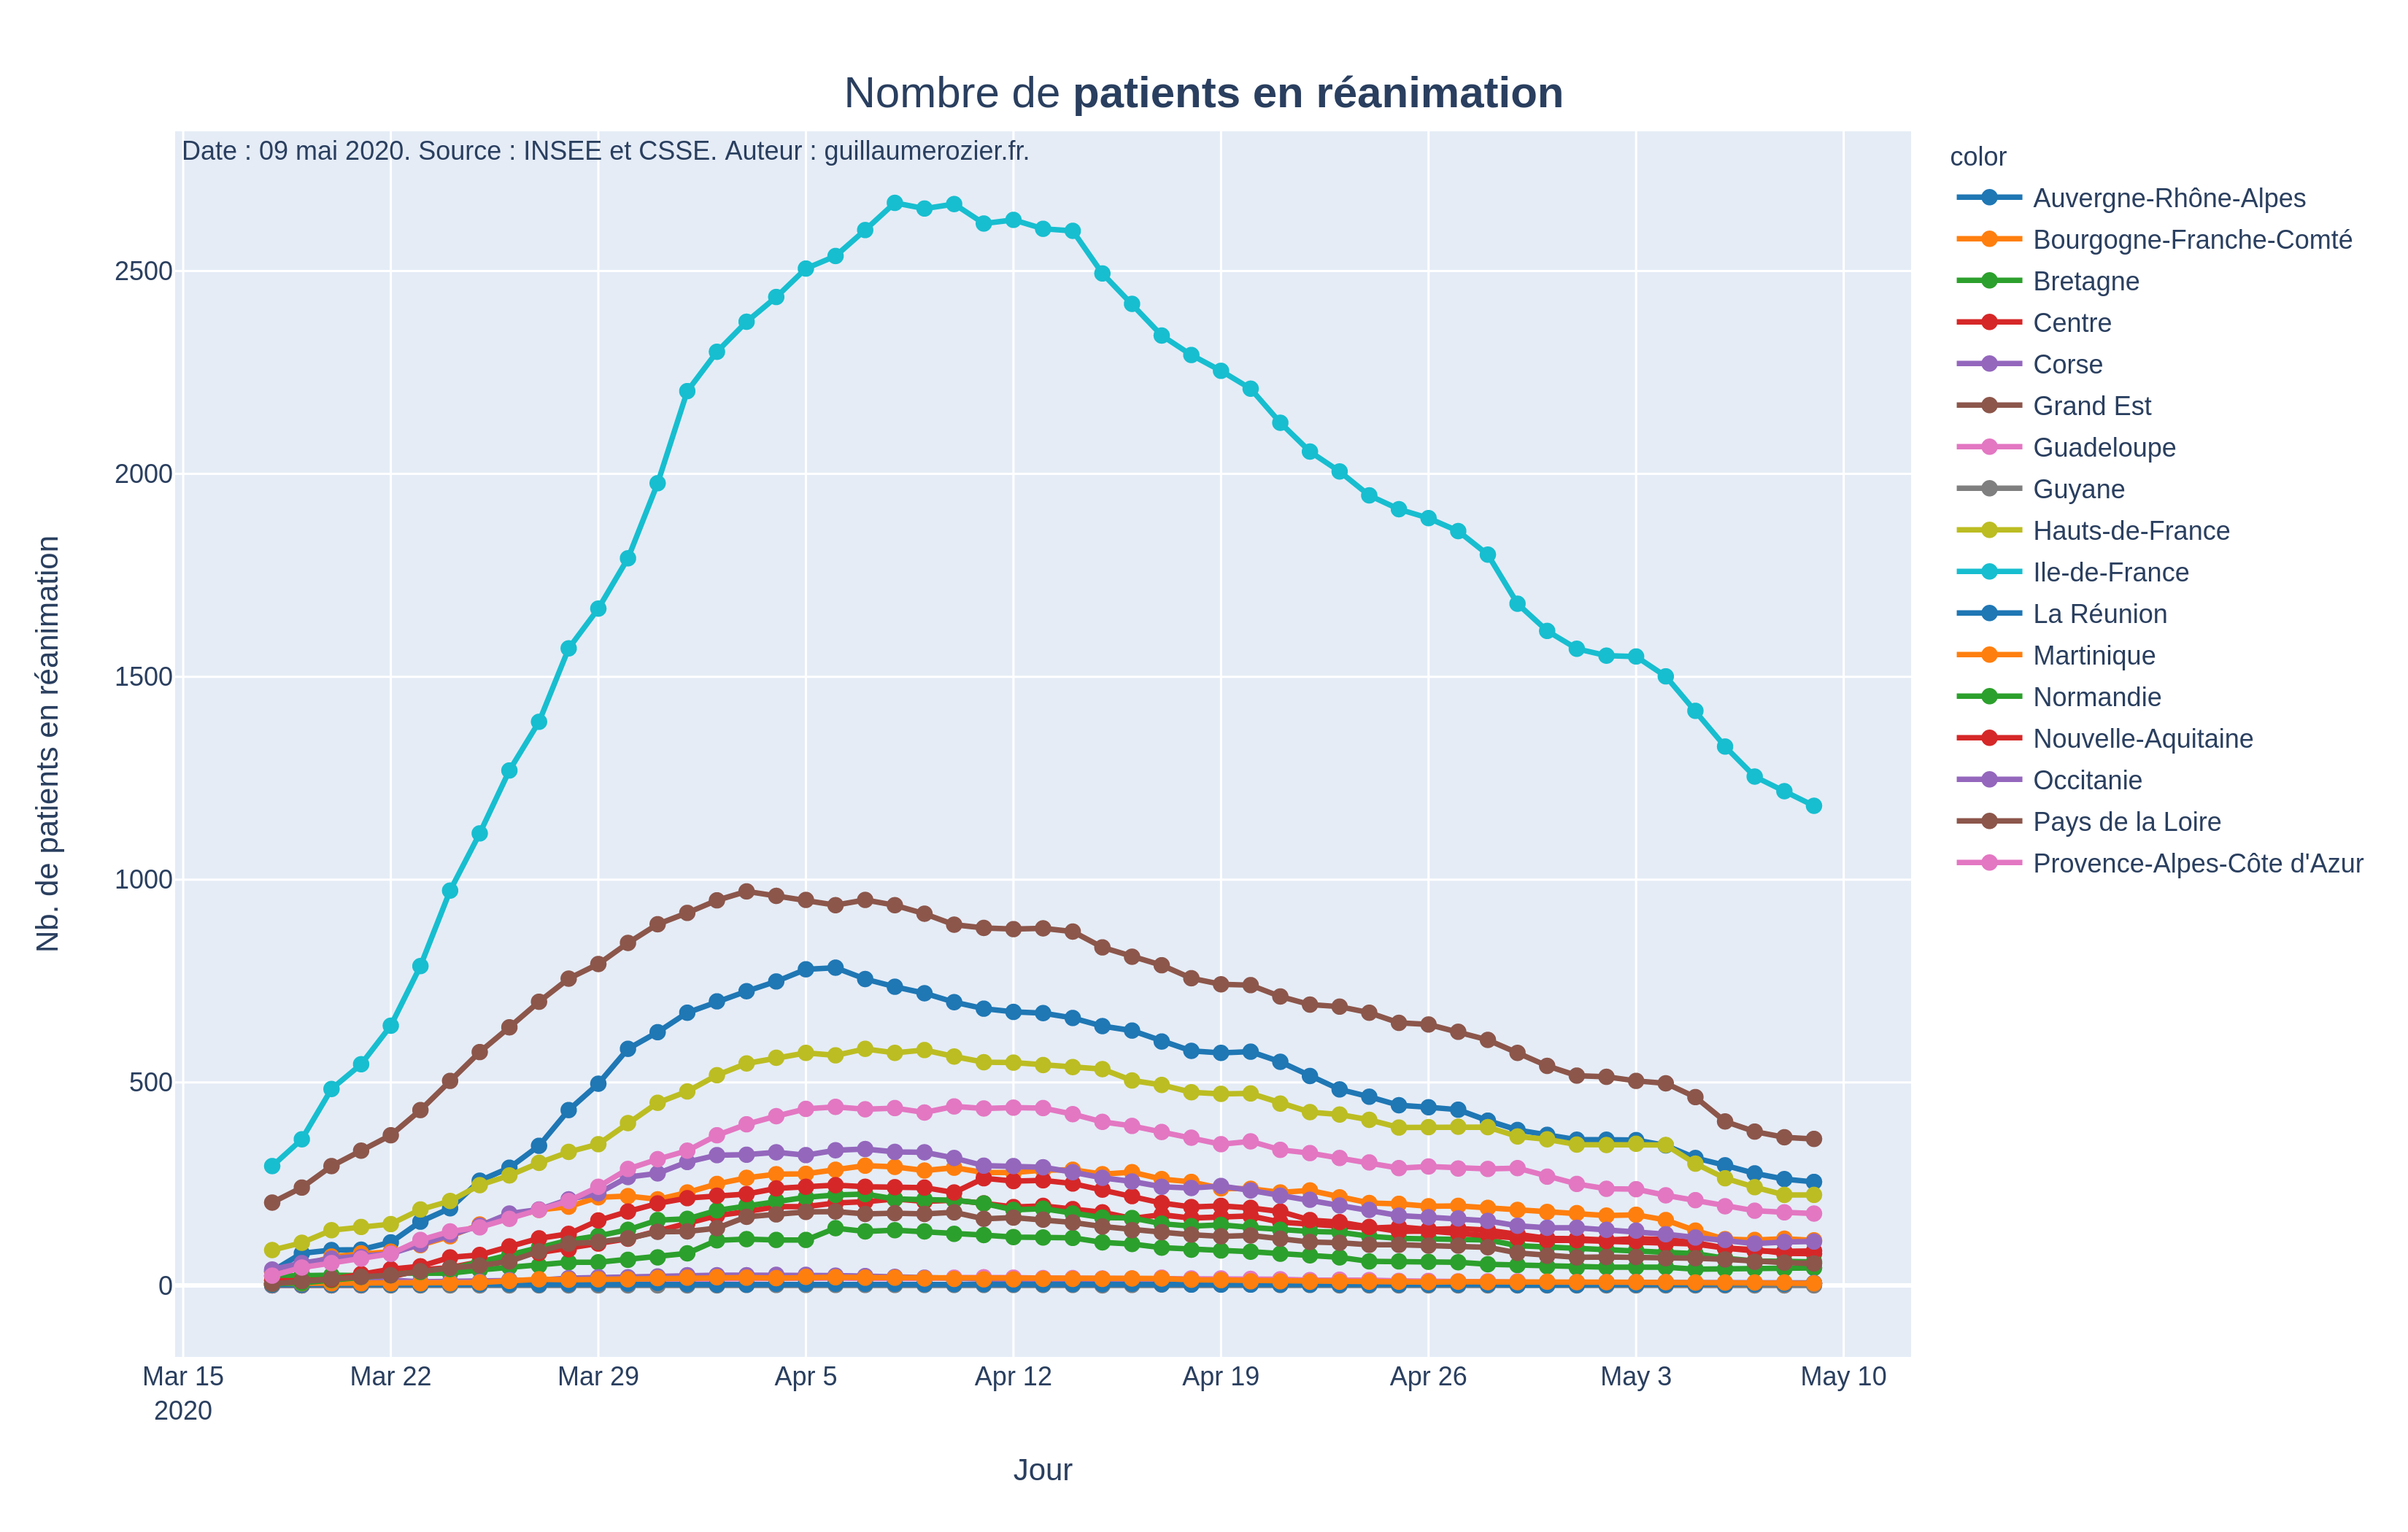 Nombre de patients en réanimation
Date : 09 mai 2020. Source : INSEE et CSSE. Auteur : guillaumerozier.fr.
Nb. de patients en réanimation
2500
2000
1500
1000
500
0
Mar 15
2020
Mar 22
Mar 29
Apr 5
Apr 12
Apr 19
Apr 26
May 3
May 10
Jour
color
Auvergne-Rhône-Alpes
Bourgogne-Franche-Comté
Bretagne
Centre
Corse
Grand Est
Guadeloupe
Guyane
Hauts-de-France
Ile-de-France
La Réunion
Martinique
Normandie
Nouvelle-Aquitaine
Occitanie
Pays de la Loire
Provence-Alpes-Côte d'Azur